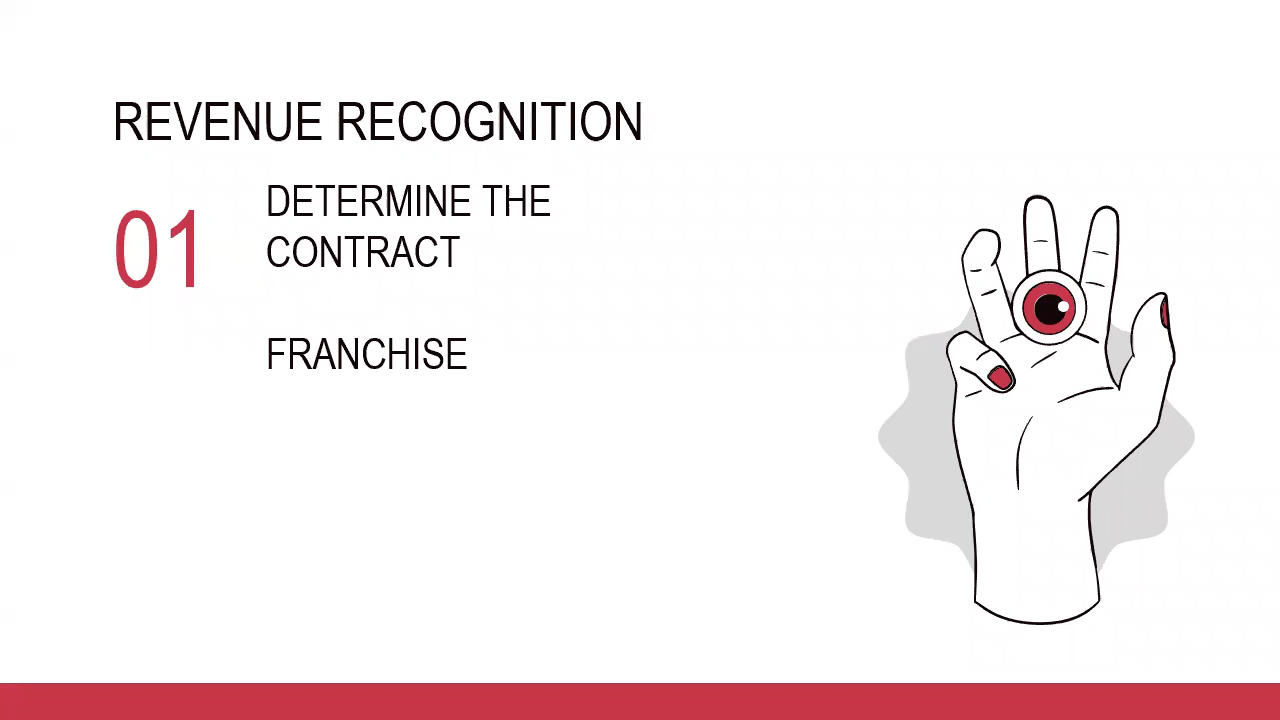 REVENUE RECOGNITION
01
DETERMINE THE
CONTRACT
FRANCHISE